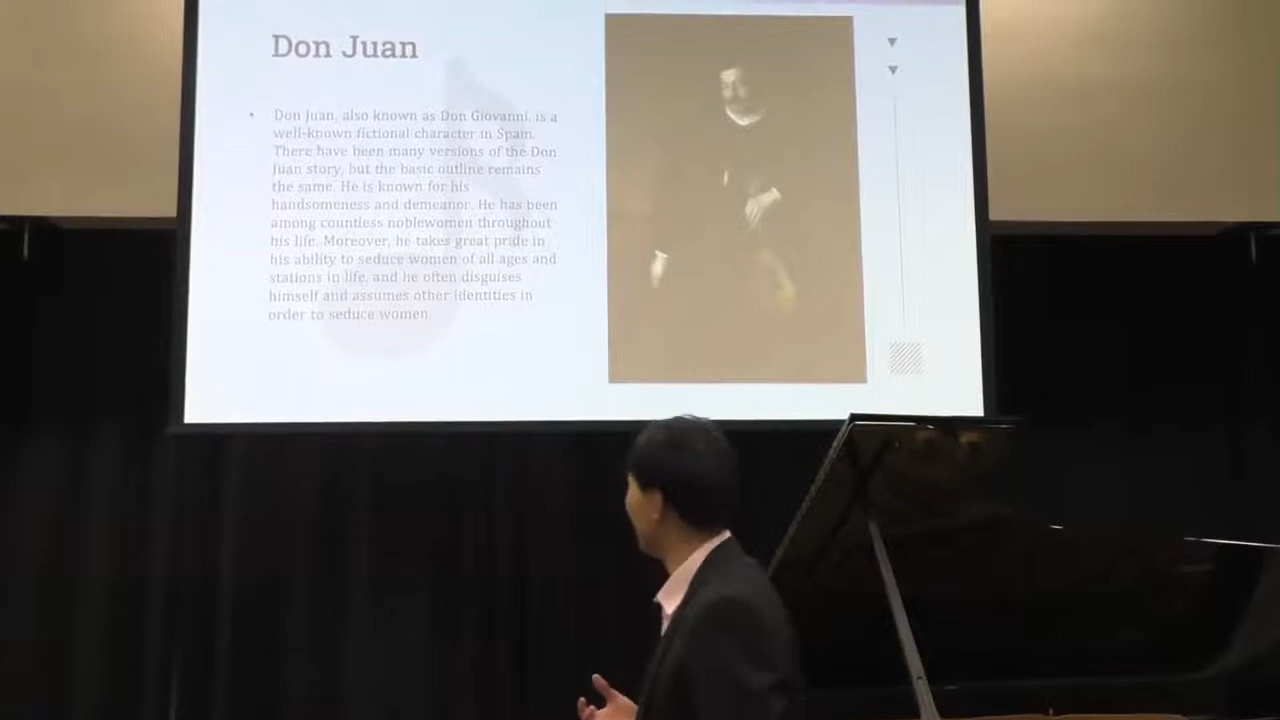 Don Juan
• Don Juan, also known as Don Giovanni, is a
well-known fictional character in Spain.
There have been many versions of the Don
Juan story, but the basic outline remains
the same. He is known for his
handsomeness and demeanor. He has been
among countless noblewomen throughout
his life. Moreover, he takes great pride in
his ability to seduce women of all ages and
stations in life, and he often disguises
himself and assumes other identities in
order to seduce women